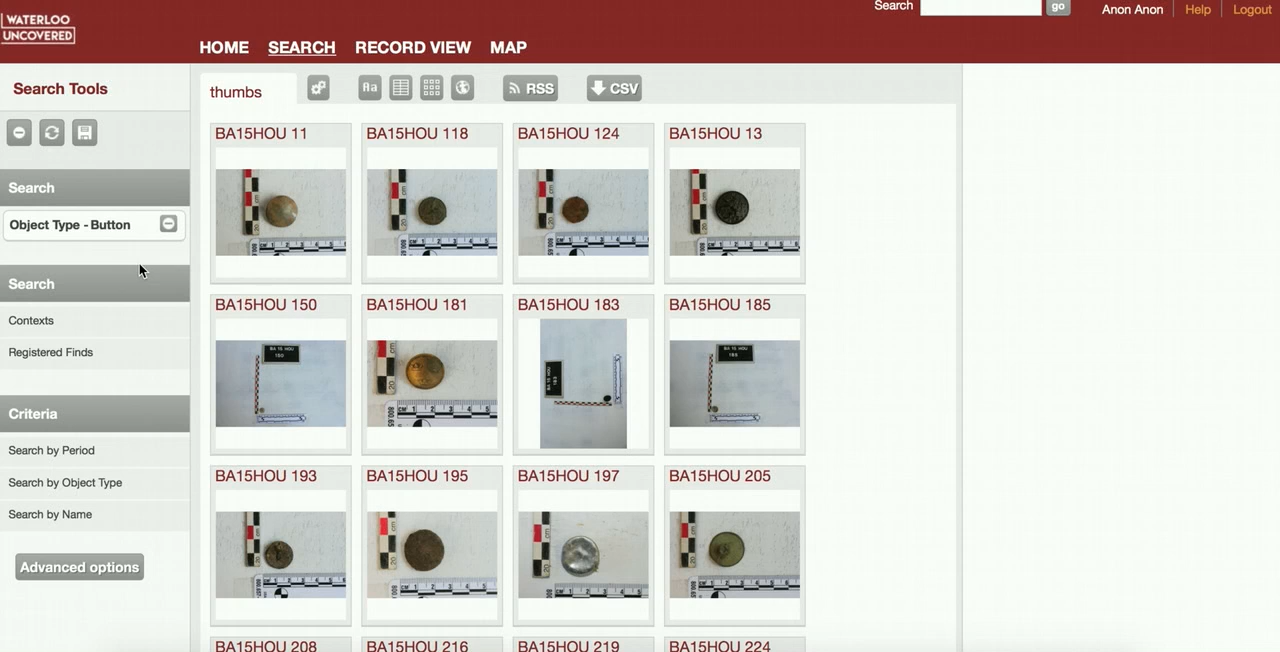 Search
go
Anon Anon
Help
Logout
WATERLOO
UNCOVERED
HOME
SEARCH
RECORD VIEW
MAP
Search Tools
thumbs
Aa
RSS
CSV
Search
Object Type - Button
Search
Contexts
Registered Finds
Criteria
Search by Period
Search by Object Type
Search by Name
Advanced options
BA15HOU 11
BA15HOU 118
BA15HOU 124
BA15HOU 13
BA15HOU 150
BA15HOU 181
BA15HOU 183
BA15HOU 185
BA15HOU 193
BA15HOU 195
BA15HOU 197
BA15HOU 205
BA15HOU 208
BA15HOU 216
BA15HOU 219
BA15HOU 224